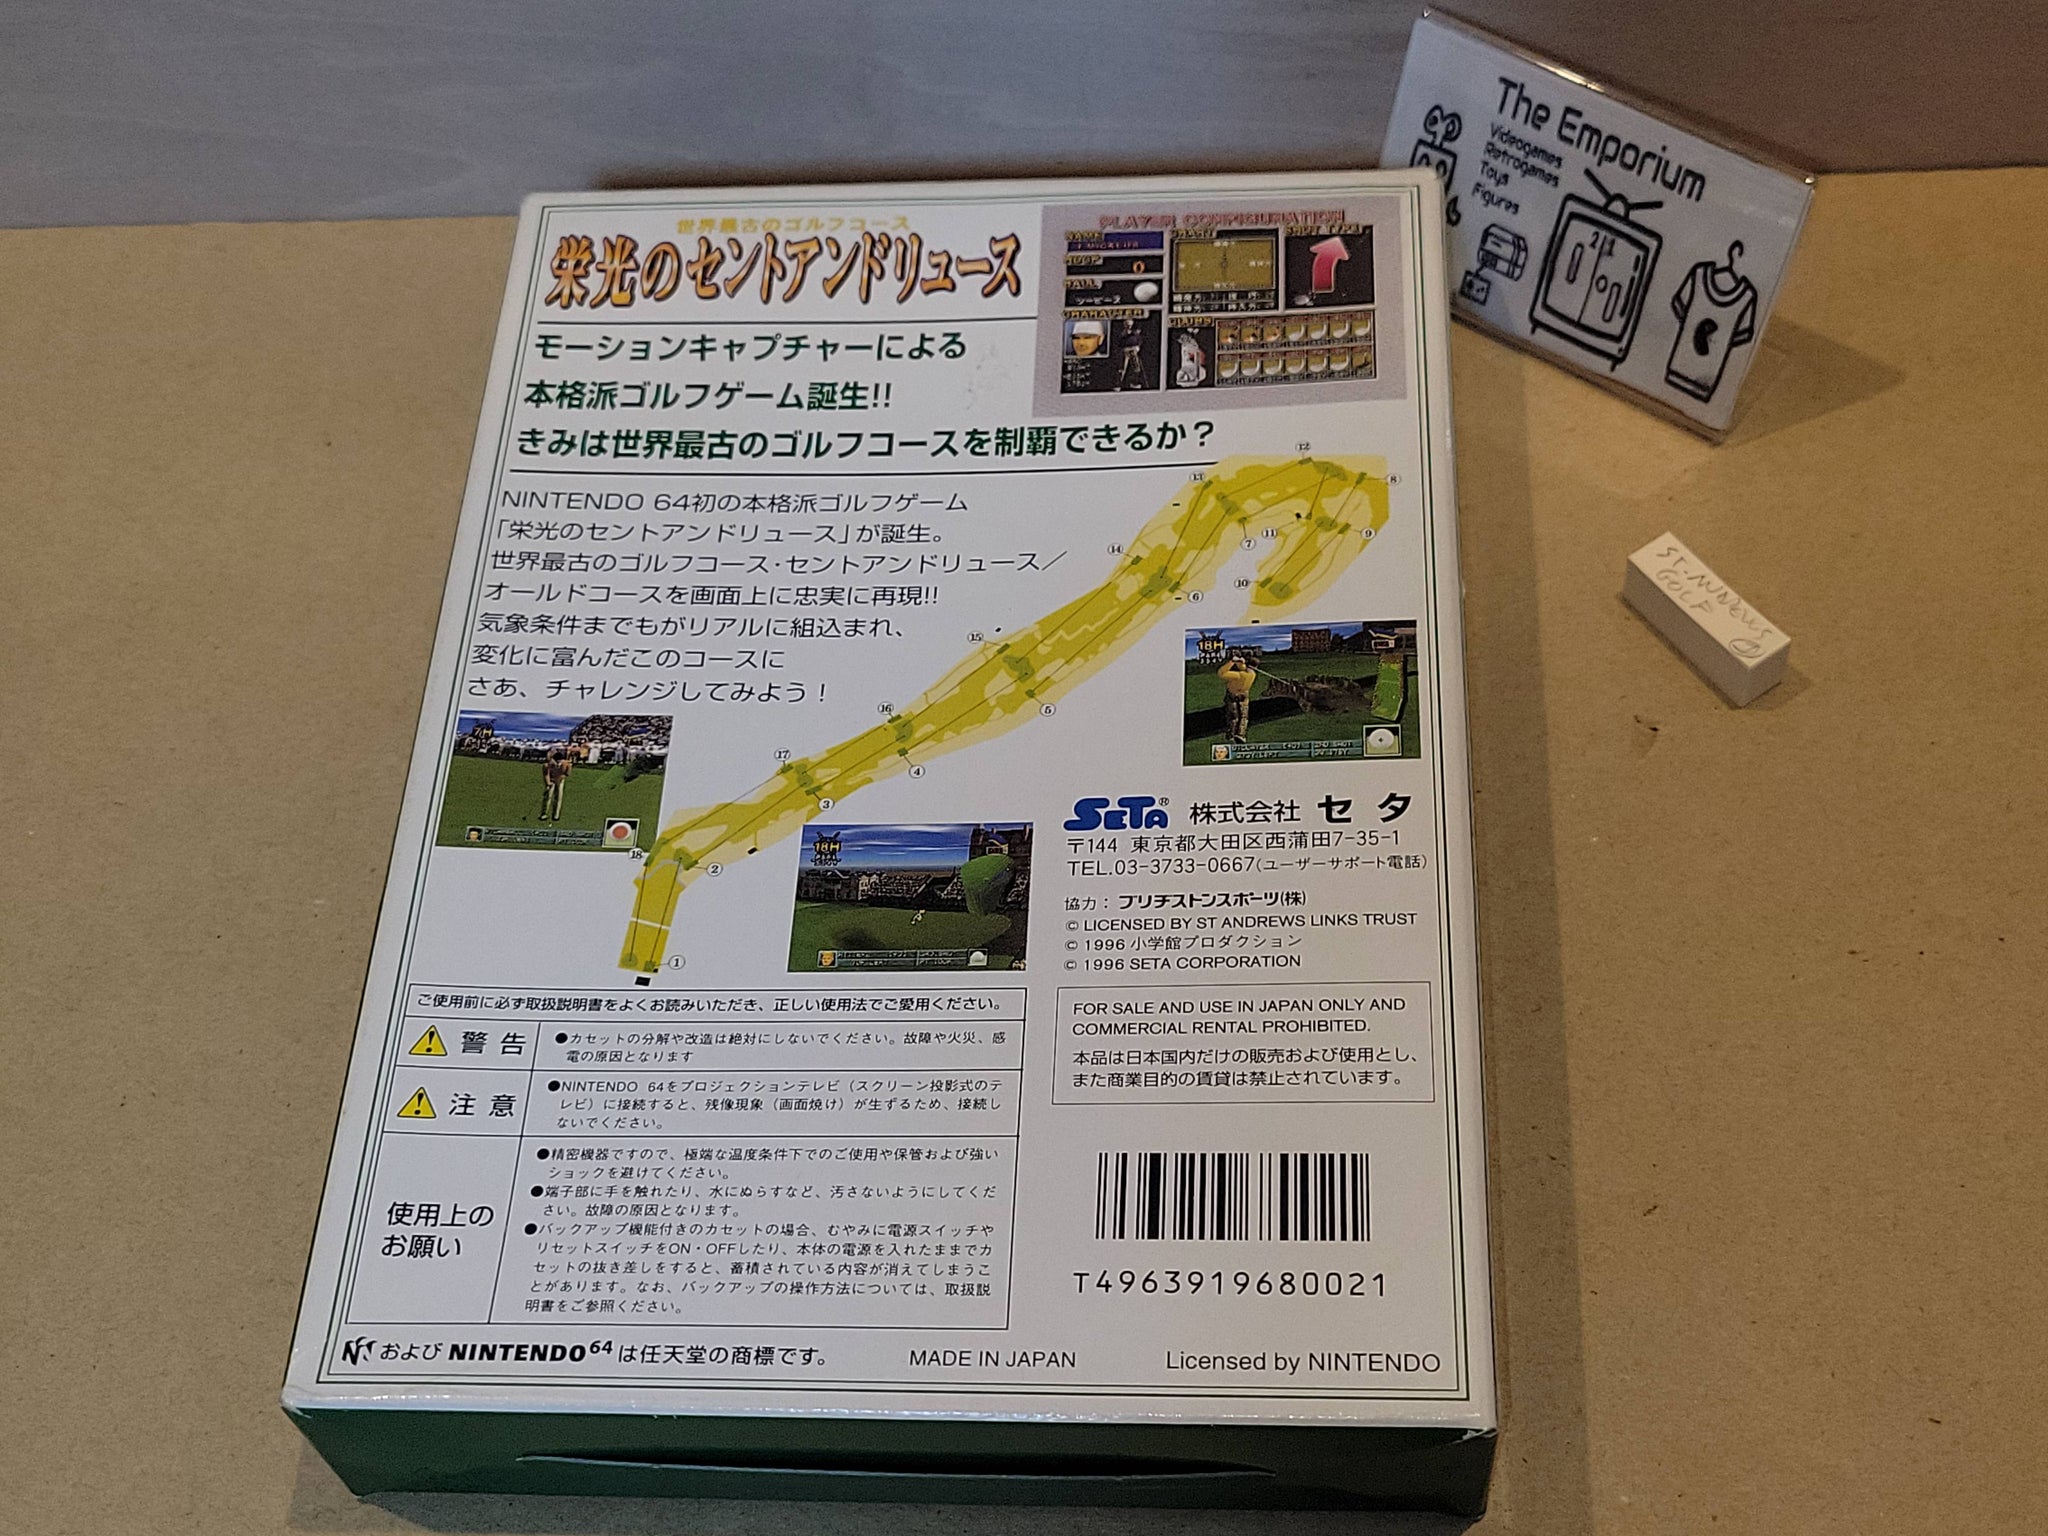 The Emporium
Videogames
Retrogames
Toys
Figures
ST-ANDREWS
GOLF
世界最古のゴルフコース
栄光のセントアンドリュース
モーションキャプチャーによる
本格派ゴルフゲーム誕生!!
きみは世界最古のゴルフコースを制覇できるか？
PLAYER CONFIGURATION
NAME
BALL
CHARACTER
CHART
SHOT TYPE
CLUBS
NINTENDO 64初の本格派ゴルフゲーム
「栄光のセントアンドリュース」が誕生。
世界最古のゴルフコース・セントアンドリュース／
オールドコースを画面上に忠実に再現!!
気象条件までもがリアルに組込まれ、
変化に富んだこのコースに
さあ、チャレンジしてみよう！
⑫
⑬
⑧
⑪
⑦
⑨
⑭
⑩
⑥
⑮
⑤
⑯
④
⑰
③
18
②
①
7H
18H
18H
SETA® 株式会社 セタ
〒144 東京都大田区西蒲田7-35-1
TEL.03-3733-0667(ユーザーサポート電話)
協力：ブリヂストンスポーツ(株)
© LICENSED BY ST ANDREWS LINKS TRUST
© 1996 小学館プロダクション
© 1996 SETA CORPORATION
FOR SALE AND USE IN JAPAN ONLY AND
COMMERCIAL RENTAL PROHIBITED.
本品は日本国内だけの販売および使用とし、
また商業目的の賃貸は禁止されています。
ご使用前に必ず取扱説明書をよくお読みいただき、正しい使用法でご愛用ください。
警告
●カセットの分解や改造は絶対にしないでください。故障や火災、感
電の原因となります
注意
●NINTENDO 64をプロジェクションテレビ（スクリーン投影式のテ
レビ）に接続すると、残像現象（画面焼け）が生ずるため、接続し
ないでください。
使用上の
お願い
●精密機器ですので、極端な温度条件下でのご使用や保管および強い
ショックを避けてください。
●端子部に手を触れたり、水にぬらすなど、汚さないようにしてくだ
さい。故障の原因となります。
●バックアップ機能付きのカセットの場合、むやみに電源スイッチや
リセットスイッチをON・OFFしたり、本体の電源を入れたままでカ
セットの抜き差しをすると、蓄積されている内容が消えてしまうこ
とがあります。なお、バックアップの操作方法については、取扱説
明書をご参照ください。
T4963919680021
および NINTENDO64 は任天堂の商標です。
MADE IN JAPAN
Licensed by NINTENDO